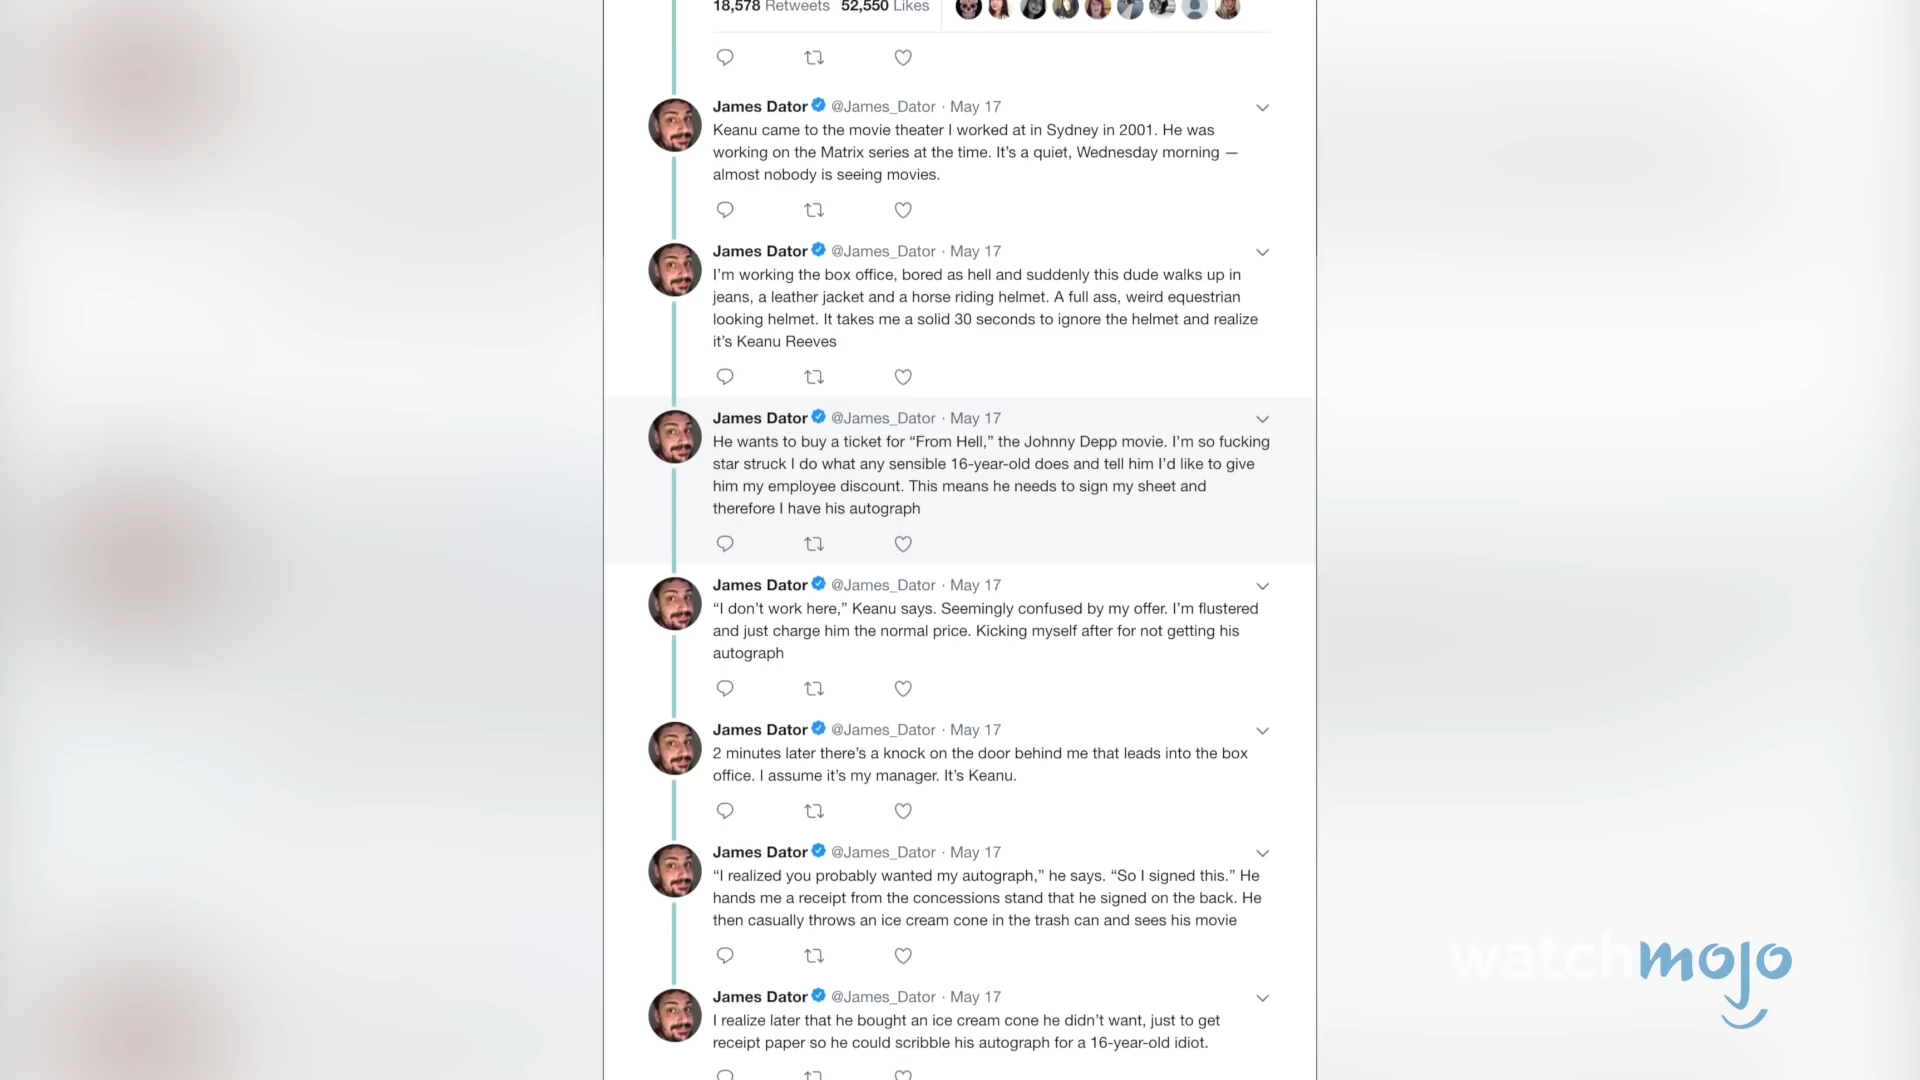 18,578 Retweets 52,550 Likes
James Dator @James_Dator · May 17
Keanu came to the movie theater I worked at in Sydney in 2001. He was
working on the Matrix series at the time. It’s a quiet, Wednesday morning —
almost nobody is seeing movies.
James Dator @James_Dator · May 17
I’m working the box office, bored as hell and suddenly this dude walks up in
jeans, a leather jacket and a horse riding helmet. A full ass, weird equestrian
looking helmet. It takes me a solid 30 seconds to ignore the helmet and realize
it’s Keanu Reeves
James Dator @James_Dator · May 17
He wants to buy a ticket for “From Hell,” the Johnny Depp movie. I’m so fucking
star struck I do what any sensible 16-year-old does and tell him I’d like to give
him my employee discount. This means he needs to sign my sheet and
therefore I have his autograph
James Dator @James_Dator · May 17
“I don’t work here,” Keanu says. Seemingly confused by my offer. I’m flustered
and just charge him the normal price. Kicking myself after for not getting his
autograph
James Dator @James_Dator · May 17
2 minutes later there’s a knock on the door behind me that leads into the box
office. I assume it’s my manager. It’s Keanu.
James Dator @James_Dator · May 17
“I realized you probably wanted my autograph,” he says. “So I signed this.” He
hands me a receipt from the concessions stand that he signed on the back. He
then casually throws an ice cream cone in the trash can and sees his movie
James Dator @James_Dator · May 17
I realize later that he bought an ice cream cone he didn’t want, just to get
receipt paper so he could scribble his autograph for a 16-year-old idiot.
watchmojo